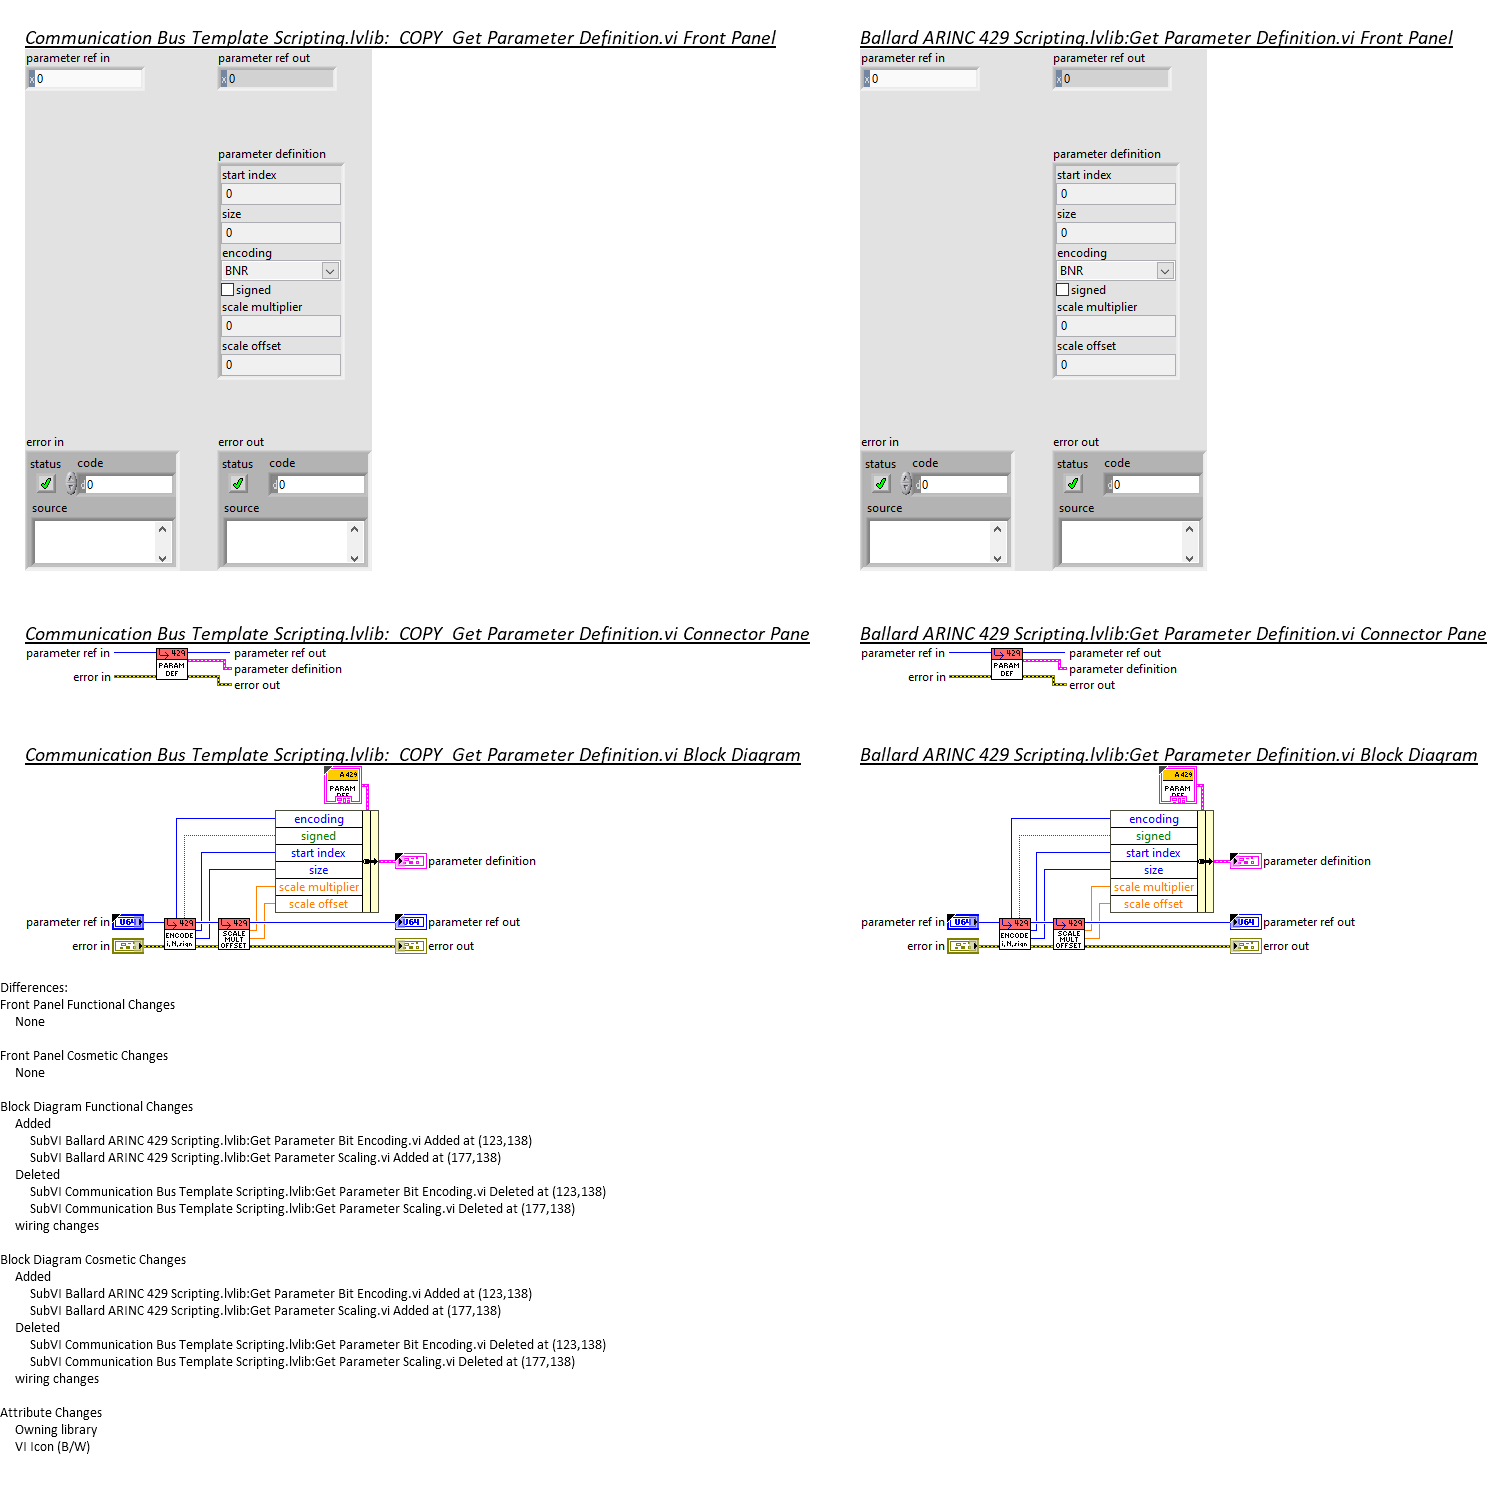 Communication Bus Template Scripting.lvlib:  COPY  Get Parameter Definition.vi Front Panel
parameter ref in
parameter ref out
x 0
x 0
parameter definition
start index
0
size
0
encoding
BNR
signed
scale multiplier
0
scale offset
0
error in
error out
status code
status code
d 0
d 0
source
source
Ballard ARINC 429 Scripting.lvlib:Get Parameter Definition.vi Front Panel
parameter ref in
parameter ref out
x 0
x 0
parameter definition
start index
0
size
0
encoding
BNR
signed
scale multiplier
0
scale offset
0
error in
error out
status code
status code
d 0
d 0
source
source
Communication Bus Template Scripting.lvlib:  COPY  Get Parameter Definition.vi Connector Pane
parameter ref in
429
parameter ref out
PARAM
DEF
parameter definition
error in
error out
Ballard ARINC 429 Scripting.lvlib:Get Parameter Definition.vi Connector Pane
parameter ref in
429
parameter ref out
PARAM
DEF
parameter definition
error in
error out
Communication Bus Template Scripting.lvlib:  COPY  Get Parameter Definition.vi Block Diagram
A429
PARAM
DEF
encoding
signed
start index
size
scale multiplier
scale offset
parameter definition
parameter ref in
U64
429
ENCODE
i,N,sign
429
SCALE
MULT
OFFSET
U64
parameter ref out
error in
error out
Ballard ARINC 429 Scripting.lvlib:Get Parameter Definition.vi Block Diagram
A429
PARAM
DEF
encoding
signed
start index
size
scale multiplier
scale offset
parameter definition
parameter ref in
U64
429
ENCODE
i,N,sign
429
SCALE
MULT
OFFSET
U64
parameter ref out
error in
error out
Differences:
Front Panel Functional Changes
None
Front Panel Cosmetic Changes
None
Block Diagram Functional Changes
Added
SubVI Ballard ARINC 429 Scripting.lvlib:Get Parameter Bit Encoding.vi Added at (123,138)
SubVI Ballard ARINC 429 Scripting.lvlib:Get Parameter Scaling.vi Added at (177,138)
Deleted
SubVI Communication Bus Template Scripting.lvlib:Get Parameter Bit Encoding.vi Deleted at (123,138)
SubVI Communication Bus Template Scripting.lvlib:Get Parameter Scaling.vi Deleted at (177,138)
wiring changes
Block Diagram Cosmetic Changes
Added
SubVI Ballard ARINC 429 Scripting.lvlib:Get Parameter Bit Encoding.vi Added at (123,138)
SubVI Ballard ARINC 429 Scripting.lvlib:Get Parameter Scaling.vi Added at (177,138)
Deleted
SubVI Communication Bus Template Scripting.lvlib:Get Parameter Bit Encoding.vi Deleted at (123,138)
SubVI Communication Bus Template Scripting.lvlib:Get Parameter Scaling.vi Deleted at (177,138)
wiring changes
Attribute Changes
Owning library
VI Icon (B/W)